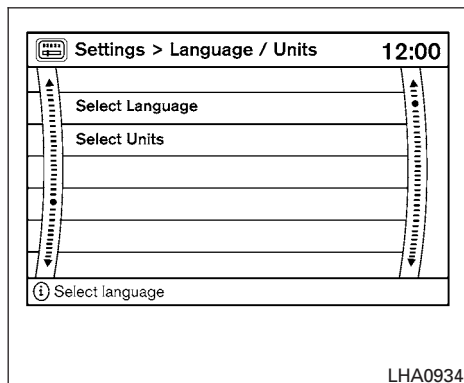 Settings > Language / Units 12:00
Select Language
Select Units
i Select language
LHA0934